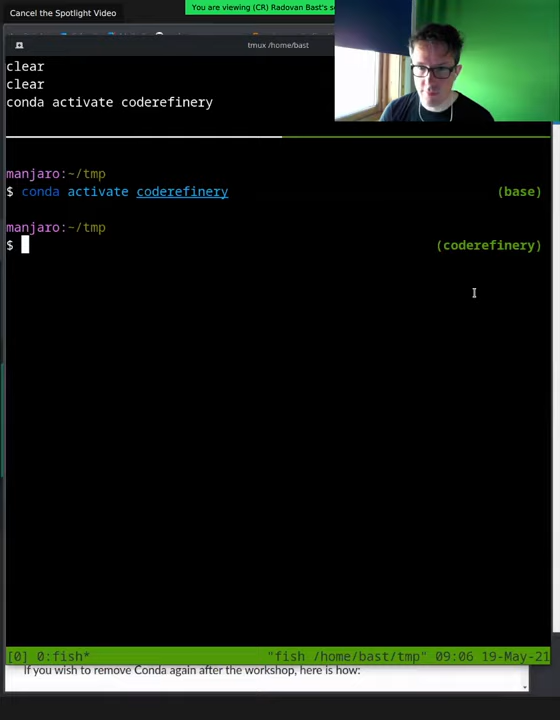 Cancel the Spotlight Video
You are viewing (CR) Radovan Bast's s
tmux /home/bast
clear
clear
conda activate coderefinery
manjaro:~/tmp
$ conda activate coderefinery (base)
manjaro:~/tmp
$ (coderefinery)
[0] 0:fish* "fish /home/bast/tmp" 09:06 19-May-21
If you wish to remove Conda again after the workshop, here is how: